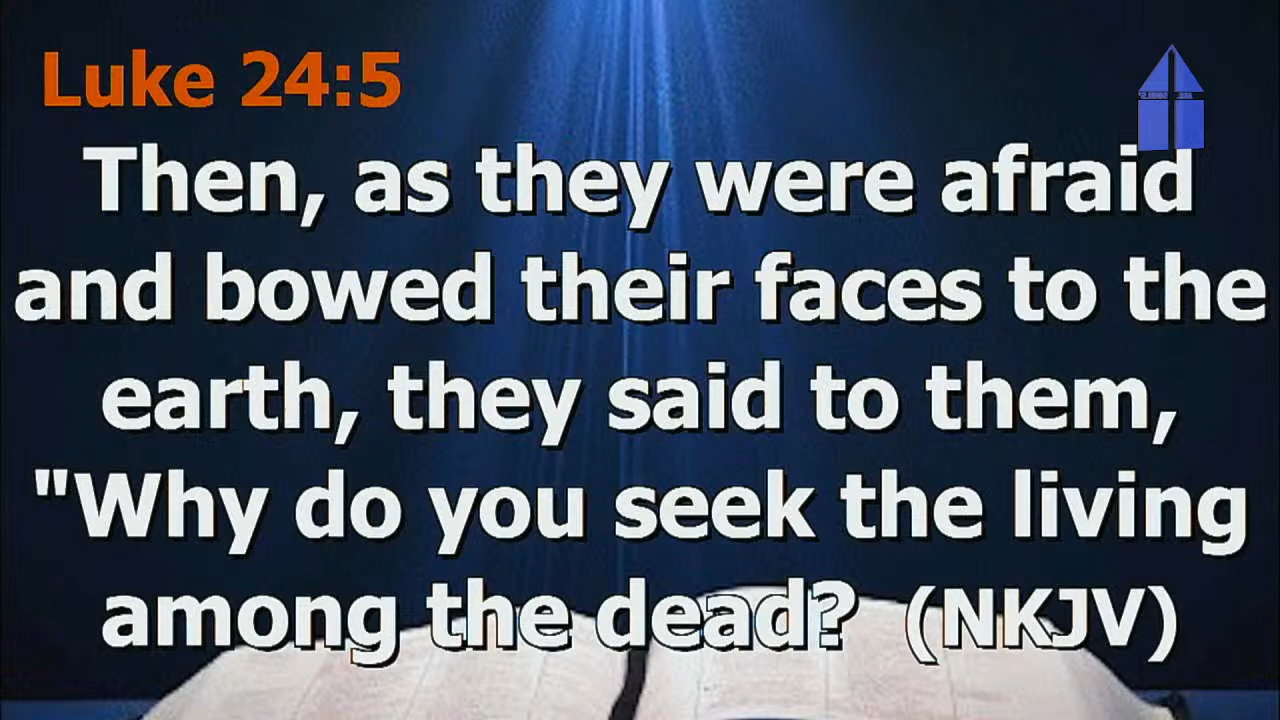 Luke 24:5
Then, as they were afraid
and bowed their faces to the
earth, they said to them,
"Why do you seek the living
among the dead?  (NKJV)